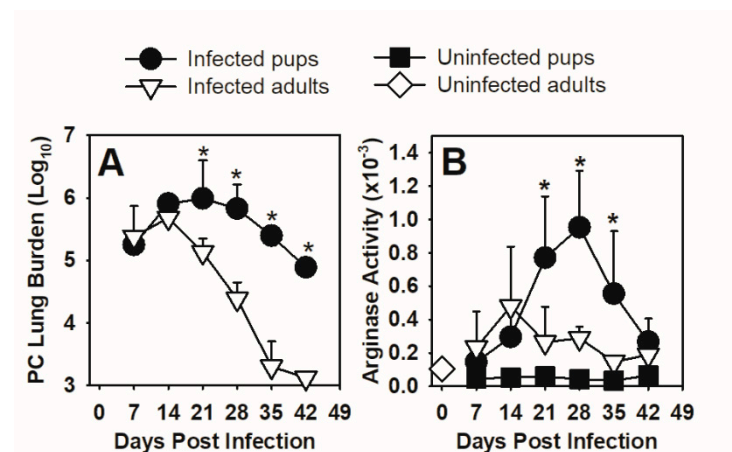 Infected pups Uninfected pups
Infected adults Uninfected adults
A
PC Lung Burden (Log10)
7
6
5
4
3
* * * *
0 7 14 21 28 35 42 49
Days Post Infection
B
Arginase Activity (x10-3)
1.4
1.2
1.0
0.8
0.6
0.4
0.2
0.0
* * *
0 7 14 21 28 35 42 49
Days Post Infection